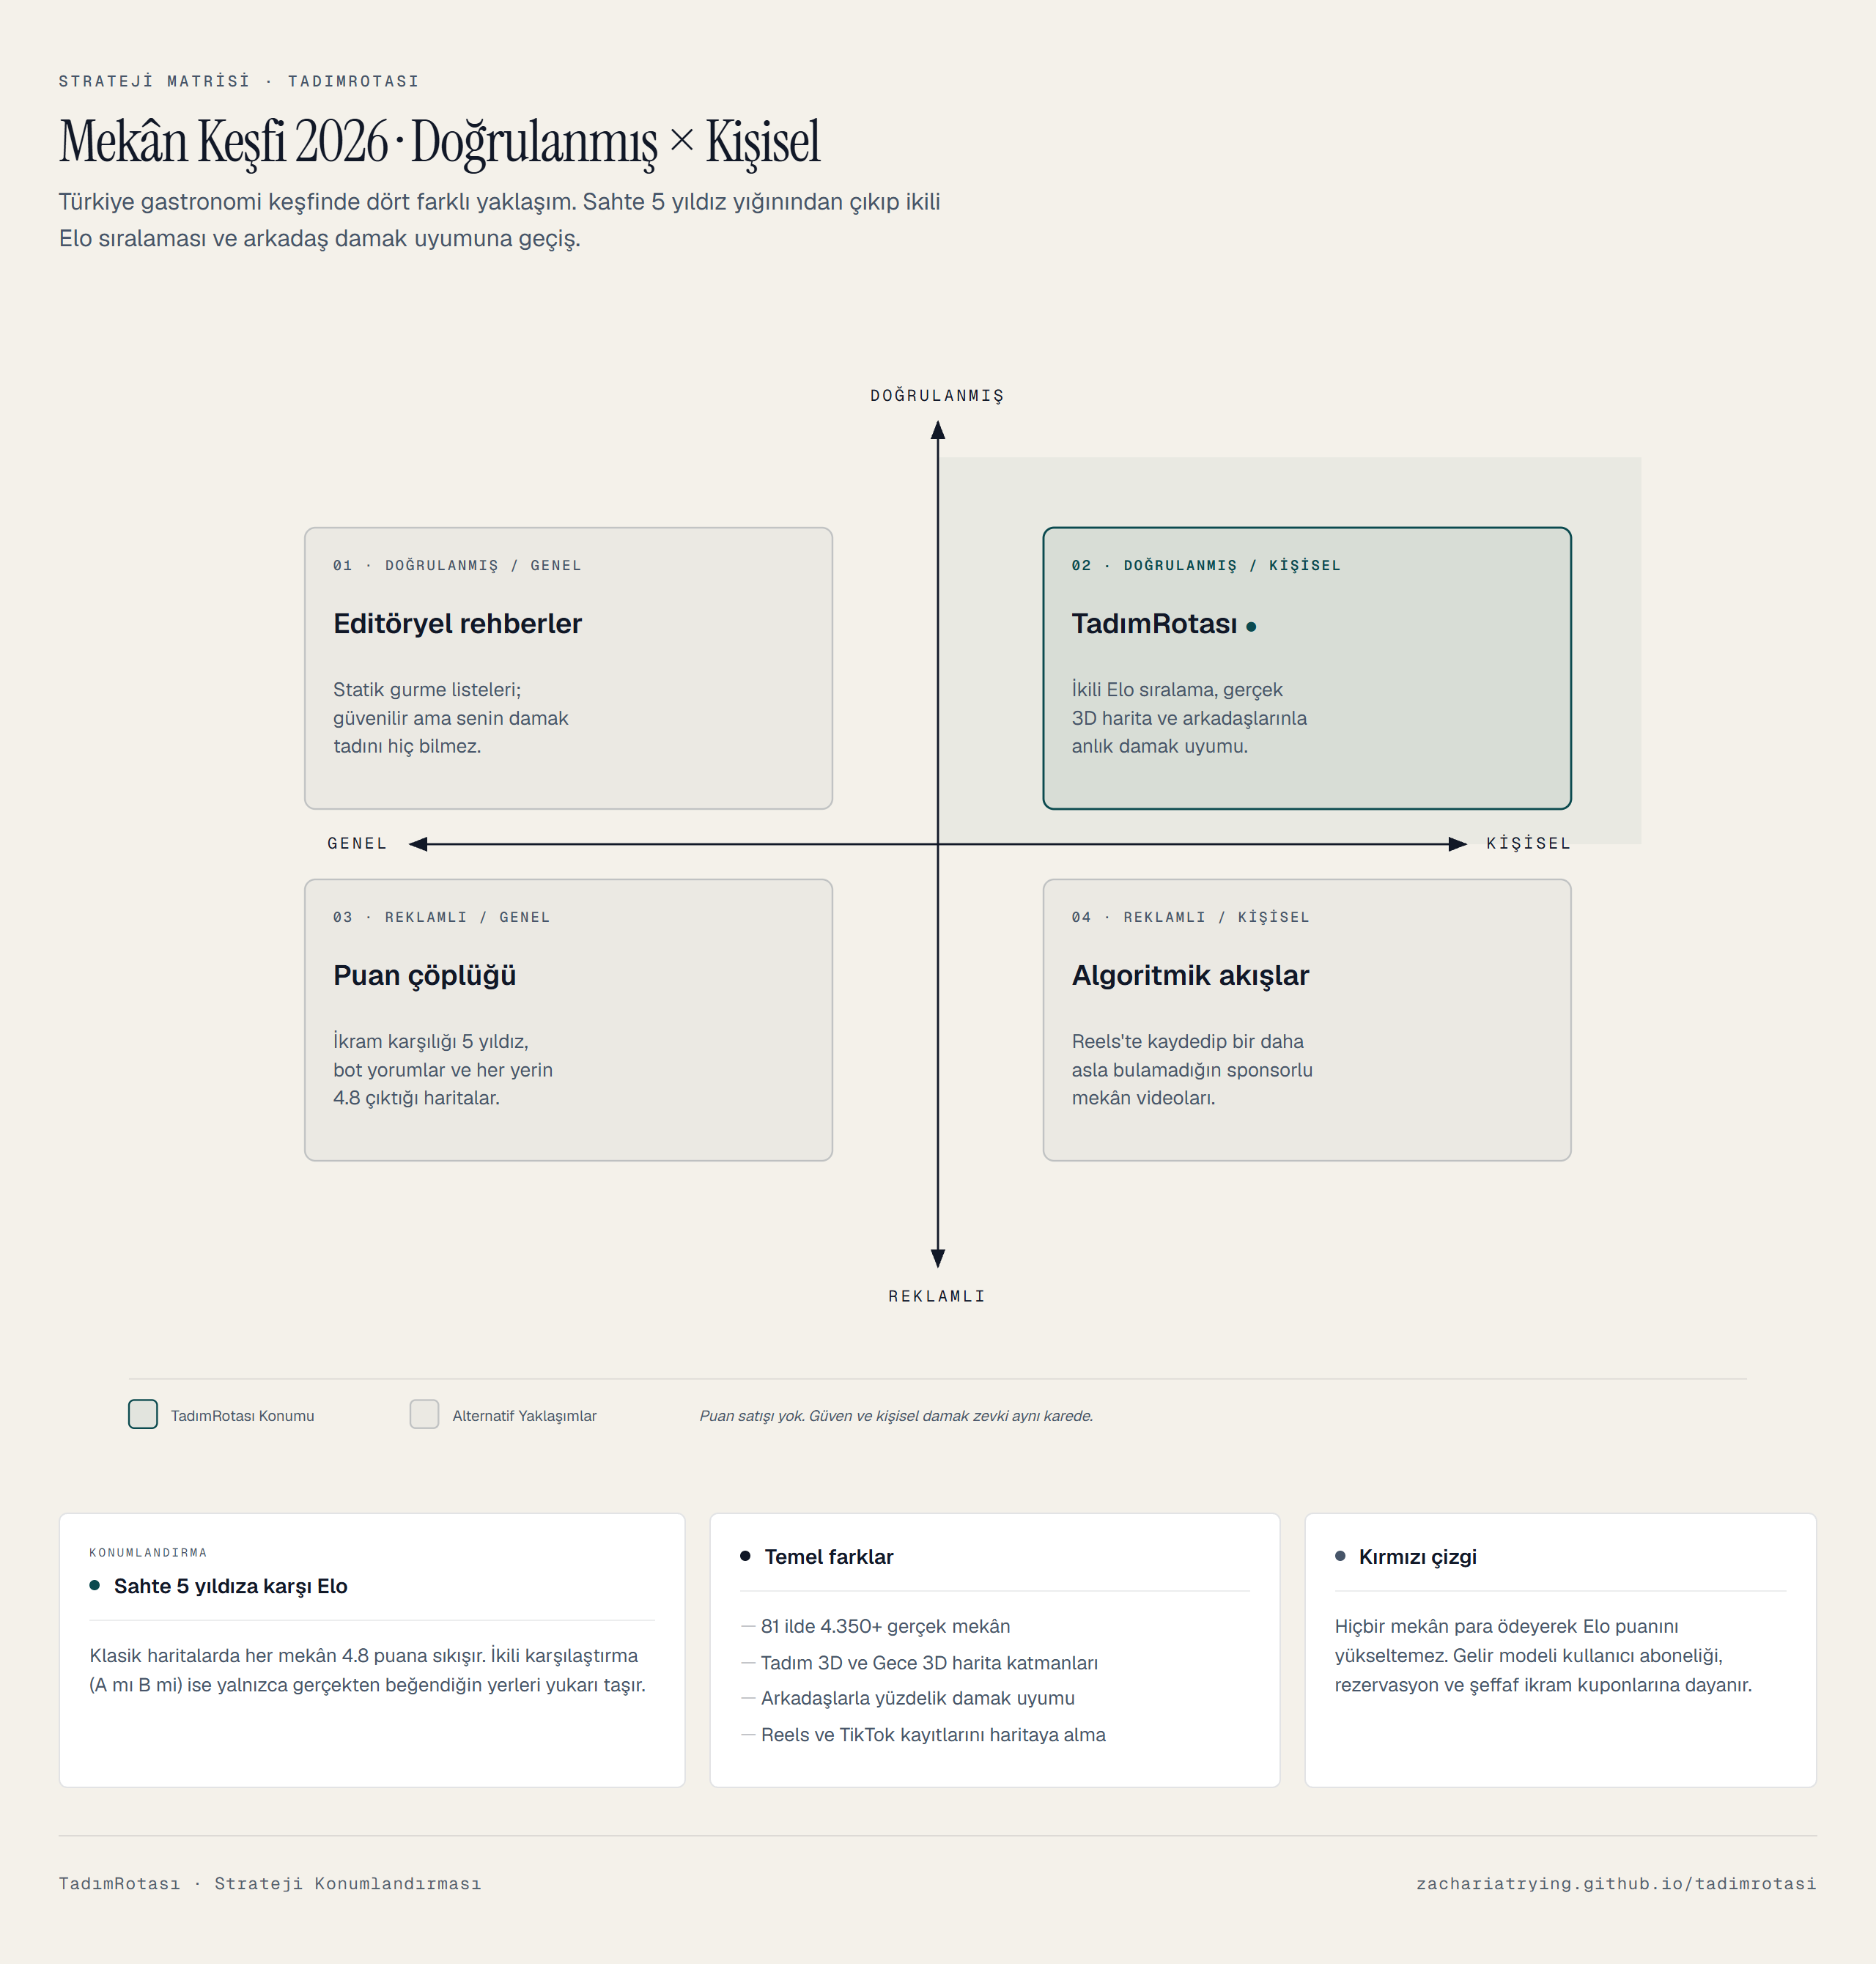 STRATEJİ MATRİSİ · TADIMROTASI
Mekân Keşfi 2026 · Doğrulanmış × Kişisel
Türkiye gastronomi keşfinde dört farklı yaklaşım. Sahte 5 yıldız yığınından çıkıp ikili
Elo sıralaması ve arkadaş damak uyumuna geçiş.
DOĞRULANMIŞ
01 · DOĞRULANMIŞ / GENEL
Editöryel rehberler
Statik gurme listeleri;
güvenilir ama senin damak
tadını hiç bilmez.
02 · DOĞRULANMIŞ / KİŞİSEL
TadımRotası
İkili Elo sıralama, gerçek
3D harita ve arkadaşlarınla
anlık damak uyumu.
GENEL
KİŞİSEL
03 · REKLAMLI / GENEL
Puan çöplüğü
İkram karşılığı 5 yıldız,
bot yorumlar ve her yerin
4.8 çıktığı haritalar.
04 · REKLAMLI / KİŞİSEL
Algoritmik akışlar
Reels'te kaydedip bir daha
asla bulamadığın sponsorlu
mekân videoları.
REKLAMLI
TadımRotası Konumu
Alternatif Yaklaşımlar
Puan satışı yok. Güven ve kişisel damak zevki aynı karede.
KONUMLANDIRMA
Sahte 5 yıldıza karşı Elo
Klasik haritalarda her mekân 4.8 puana sıkışır. İkili karşılaştırma
(A mı B mi) ise yalnızca gerçekten beğendiğin yerleri yukarı taşır.
Temel farklar
— 81 ilde 4.350+ gerçek mekân
— Tadım 3D ve Gece 3D harita katmanları
— Arkadaşlarla yüzdelik damak uyumu
— Reels ve TikTok kayıtlarını haritaya alma
Kırmızı çizgi
Hiçbir mekân para ödeyerek Elo puanını
yükseltemez. Gelir modeli kullanıcı aboneliği,
rezervasyon ve şeffaf ikram kuponlarına dayanır.
TadımRotası · Strateji Konumlandırması
zachariatrying.github.io/tadimrotasi